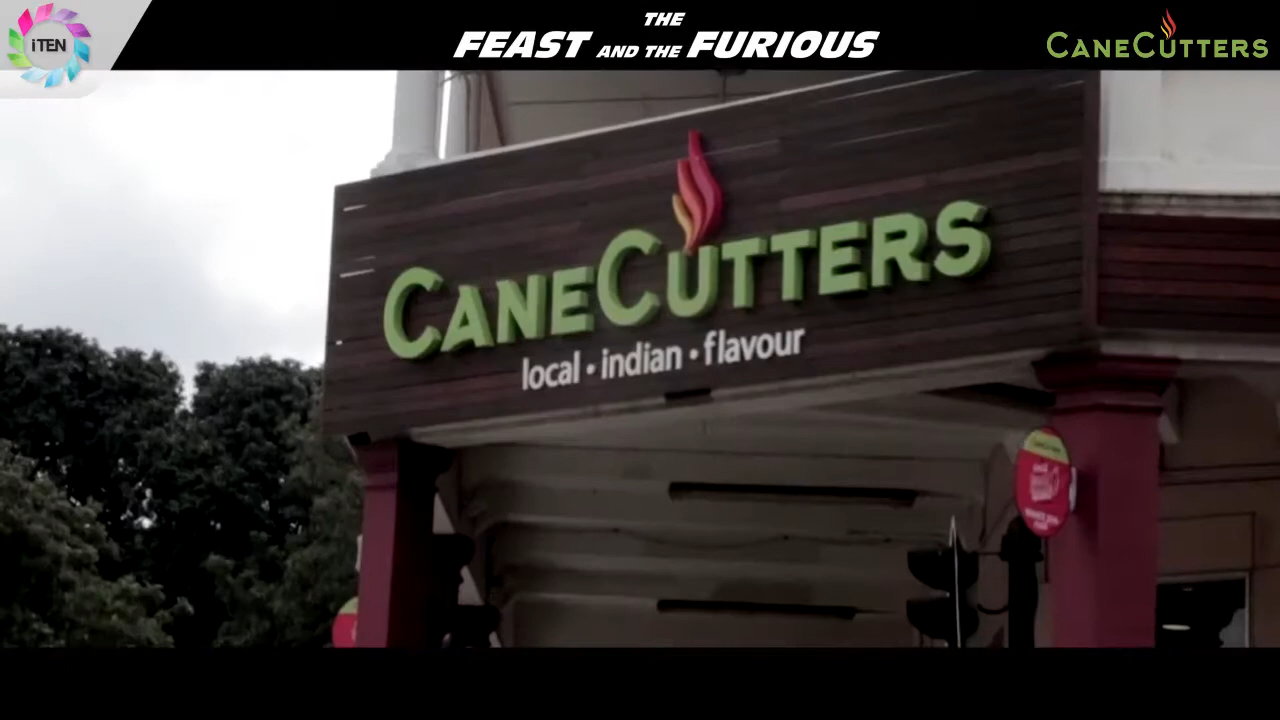 iTEN
THE
FEAST AND THE FURIOUS
CANECUTTERS
CANECUTTERS
local • indian • flavour